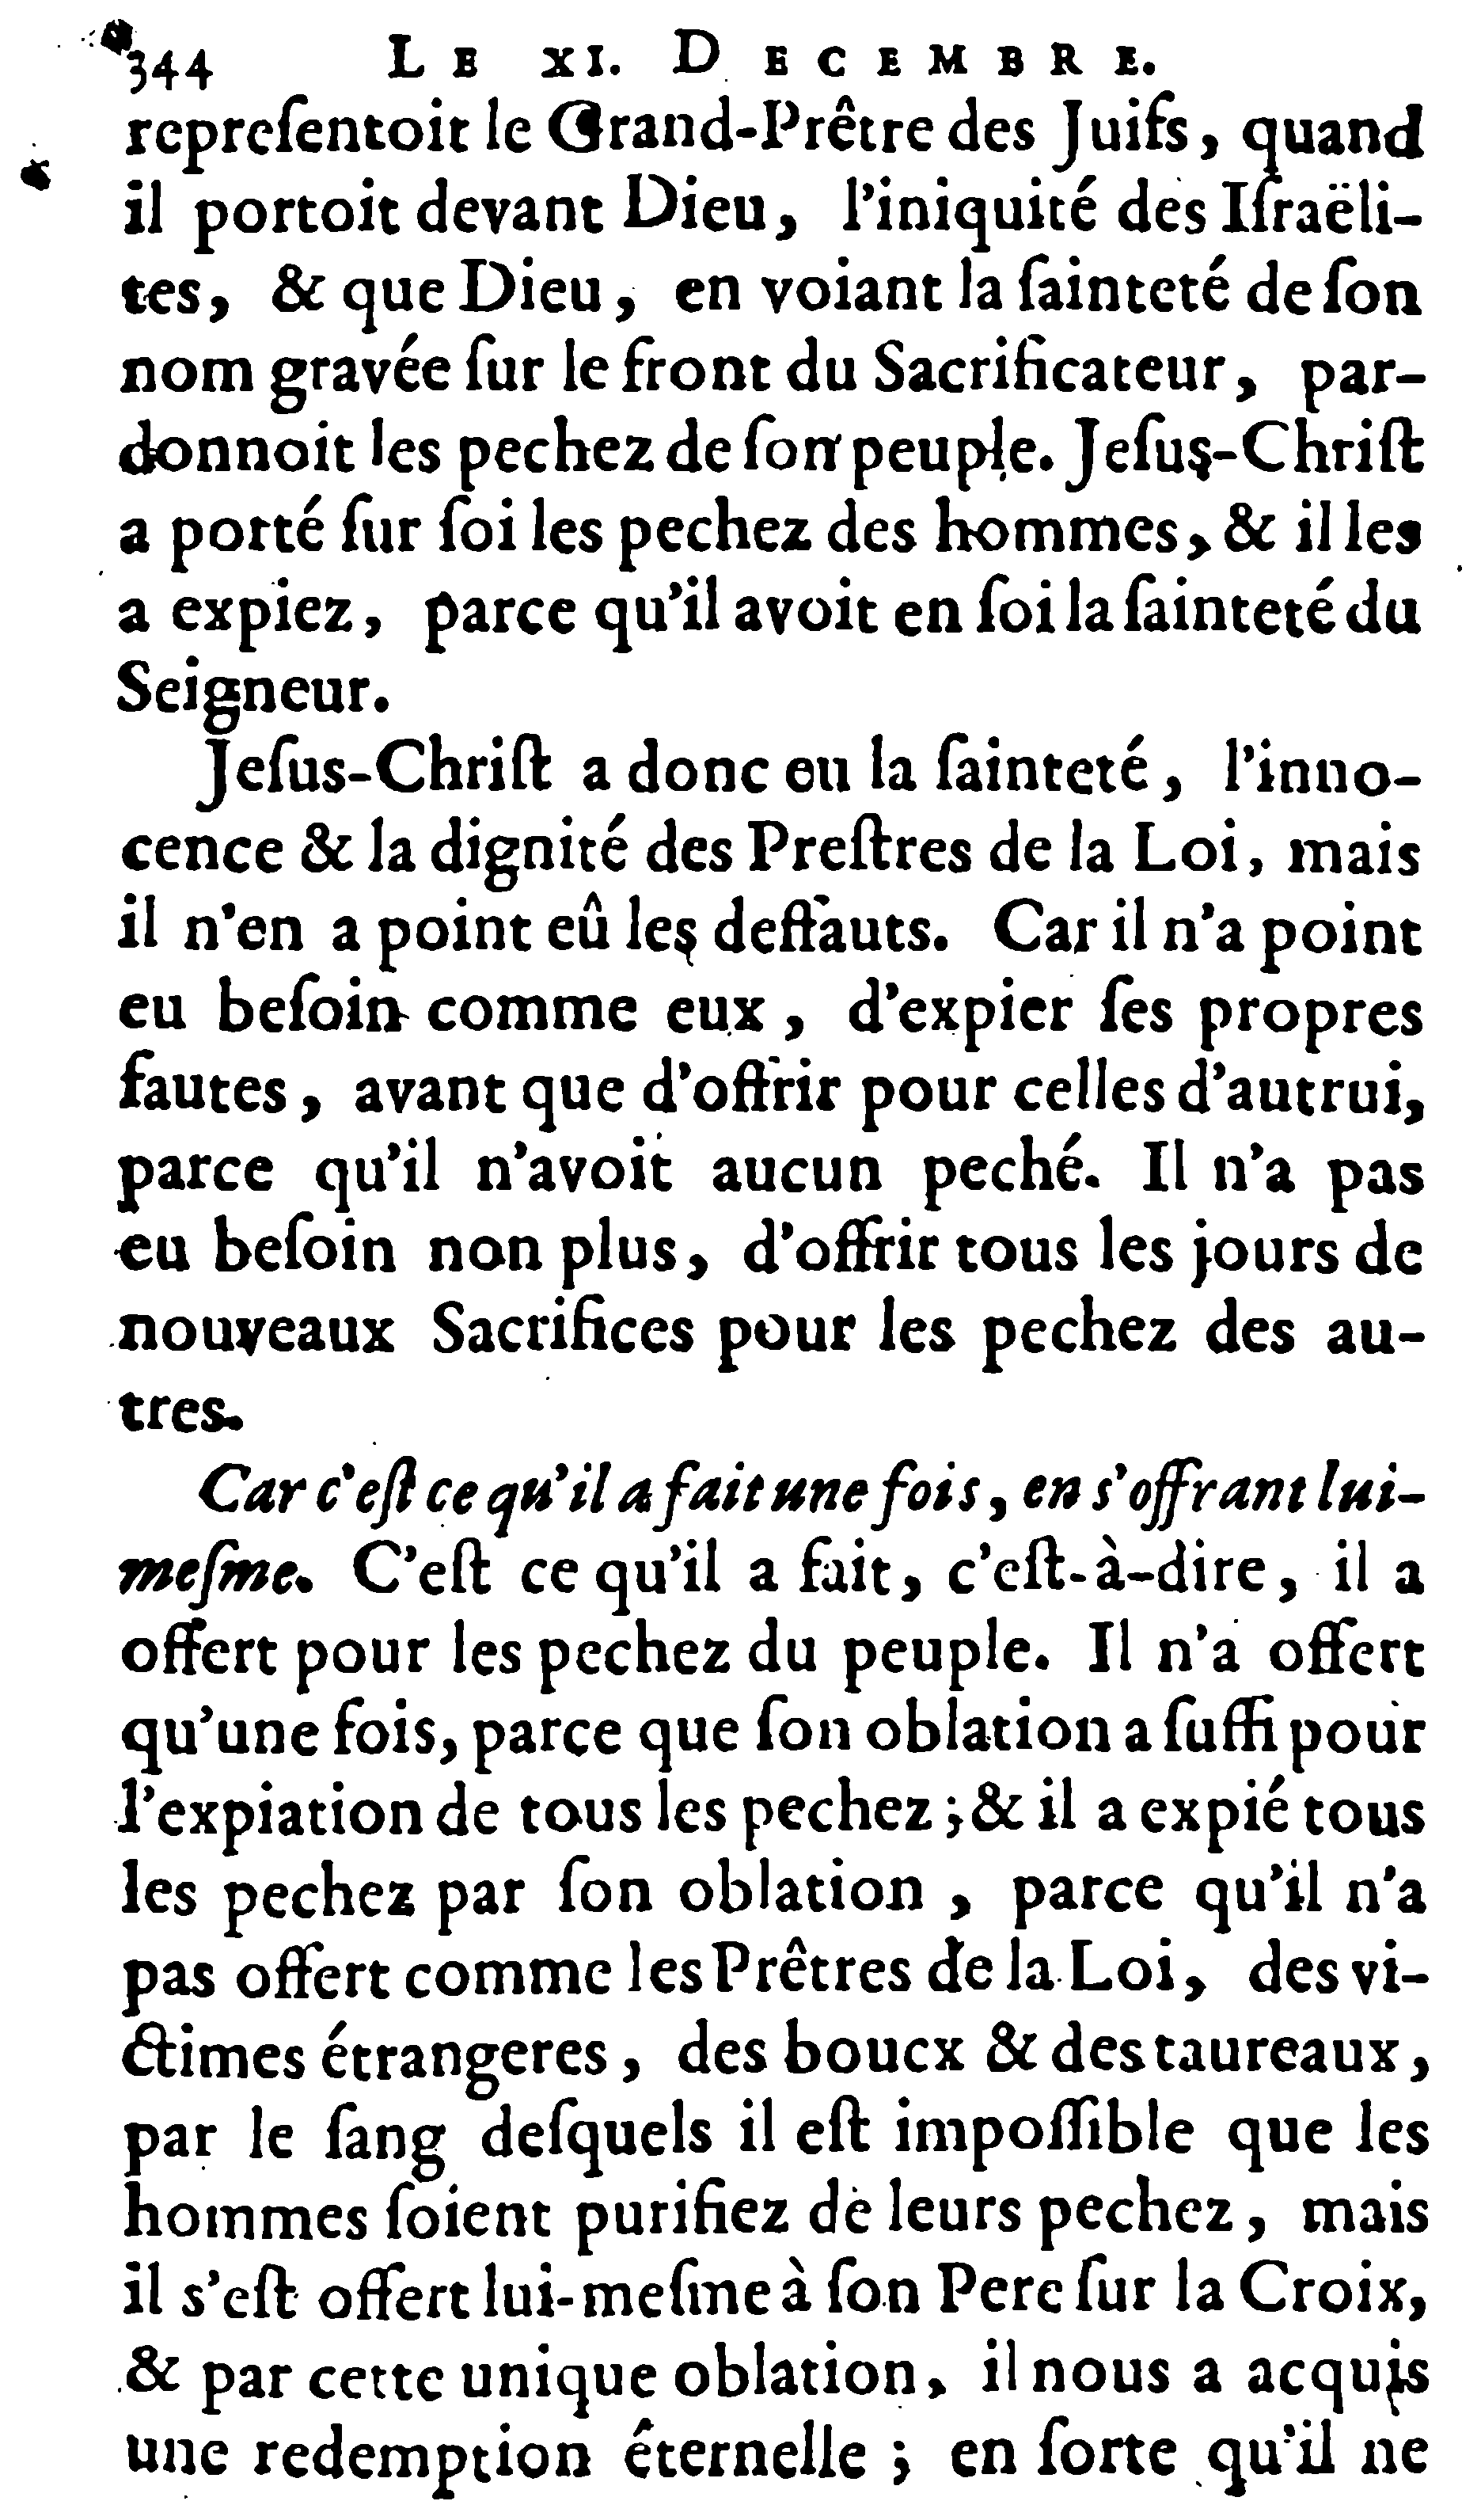 344 LE XI. DECEMBRE.
repreſentoit le Grand-Prêtre des Juifs, quand
il portoit devant Dieu, l'iniquité des Iſraëli-
tes, & que Dieu, en voiant la ſainteté de ſon
nom gravée ſur le front du Sacrificateur, par-
donnoit les pechez de ſon peuple. Jeſus-Chriſt
a porté ſur ſoi les pechez des hommes, & il les
a expiez, parce qu'il avoit en ſoi la ſainteté du
Seigneur.
Jeſus-Chriſt a donc eu la ſainteté, l'inno-
cence & la dignité des Preſtres de la Loi, mais
il n'en a point eû les deffauts. Car il n'a point
eu beſoin comme eux, d'expier ſes propres
fautes, avant que d'offrir pour celles d'autrui,
parce qu'il n'avoit aucun peché. Il n'a pas
eu beſoin non plus, d'offrir tous les jours de
nouveaux Sacrifices pour les pechez des au-
tres.
Car c'eſt ce qu'il a fait une fois, en s'offrant lui-
meſme. C'eſt ce qu'il a fait, c'eſt-à-dire, il a
offert pour les pechez du peuple. Il n'a offert
qu'une fois, parce que ſon oblation a ſuffi pour
l'expiation de tous les pechez; & il a expié tous
les pechez par ſon oblation, parce qu'il n'a
pas offert comme les Prêtres de la Loi, des vi-
ctimes étrangeres, des boucx & des taureaux,
par le ſang deſquels il eſt impoſſible que les
hommes ſoient purifiez de leurs pechez, mais
il s'eſt offert lui-meſme à ſon Pere ſur la Croix,
& par cette unique oblation, il nous a acquis
une redemption éternelle; en ſorte qu'il ne